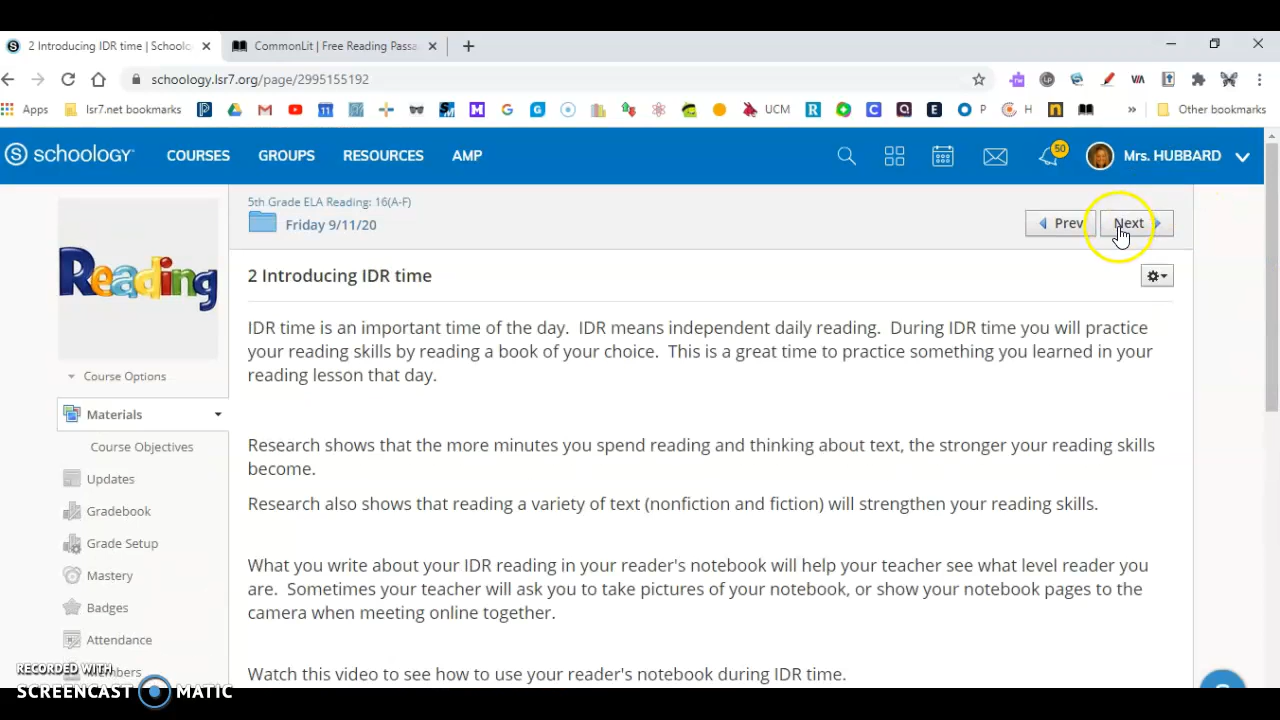 2 Introducing IDR time | Schoolo
CommonLit | Free Reading Passa
schoology.lsr7.org/page/2995155192
Apps
lsr7.net bookmarks
UCM
P
H
Other bookmarks
S schoology
COURSES
GROUPS
RESOURCES
AMP
50
Mrs. HUBBARD
5th Grade ELA Reading: 16(A-F)
Friday 9/11/20
Prev
Next
Reading
2 Introducing IDR time
IDR time is an important time of the day.  IDR means independent daily reading.  During IDR time you will practice
your reading skills by reading a book of your choice.  This is a great time to practice something you learned in your
reading lesson that day.
Course Options
Materials
Course Objectives
Updates
Gradebook
Grade Setup
Mastery
Badges
Attendance
Members
Research shows that the more minutes you spend reading and thinking about text, the stronger your reading skills
become.
Research also shows that reading a variety of text (nonfiction and fiction) will strengthen your reading skills.
What you write about your IDR reading in your reader's notebook will help your teacher see what level reader you
are.  Sometimes your teacher will ask you to take pictures of your notebook, or show your notebook pages to the
camera when meeting online together.
Watch this video to see how to use your reader's notebook during IDR time.
RECORDED WITH
SCREENCAST MATIC